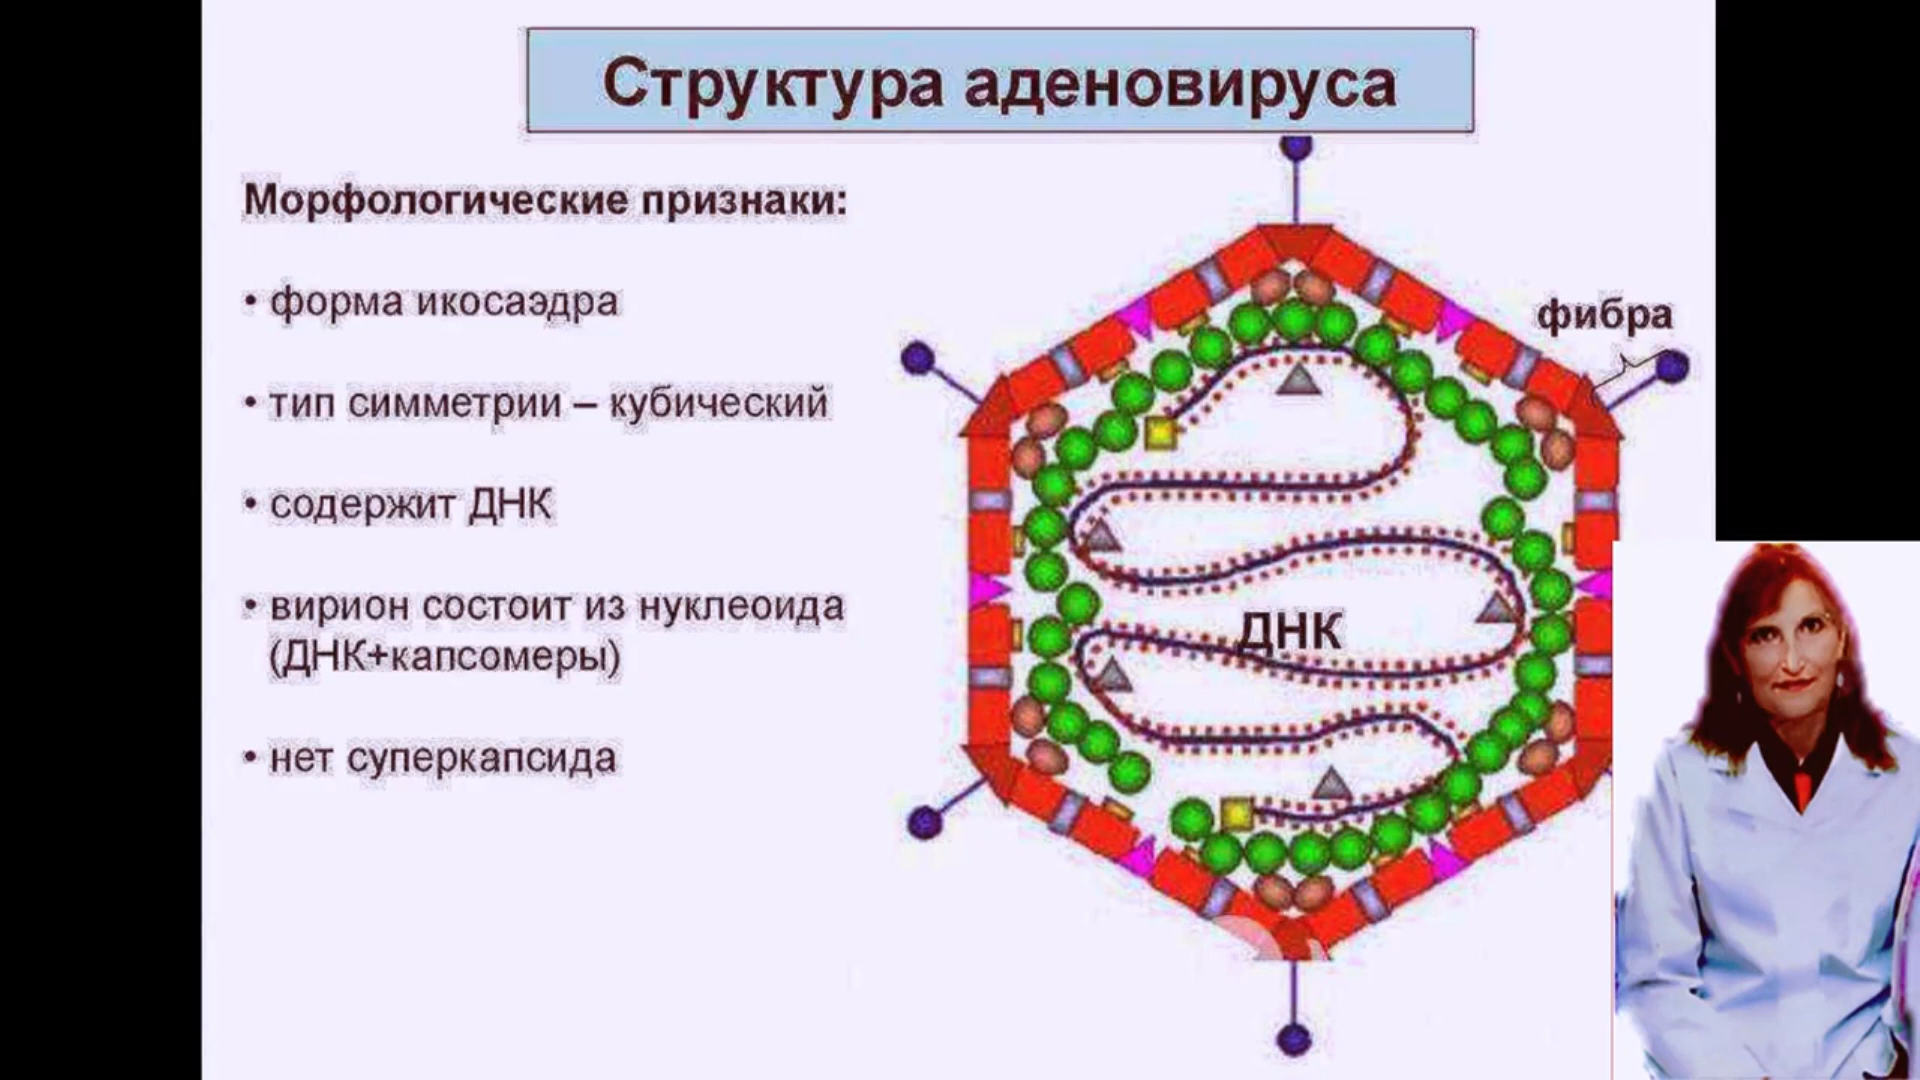 Структура аденовируса
Морфологические признаки:
• форма икосаэдра
• тип симметрии – кубический
• содержит ДНК
• вирион состоит из нуклеоида
(ДНК+капсомеры)
• нет суперкапсида
фибра
ДНК